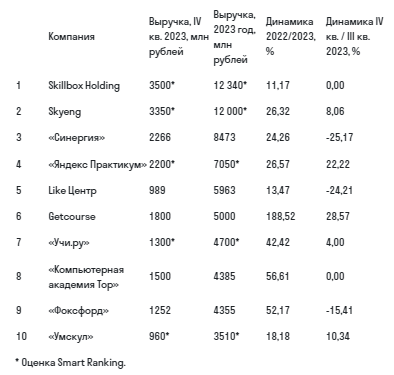 Компания Выручка, IV кв. 2023, млн рублей Выручка, 2023 год, млн рублей Динамика 2022/2023, % Динамика IV кв. / III кв. 2023, %
1 Skillbox Holding 3500* 12 340* 11,17 0,00
2 Skyeng 3350* 12 000* 26,32 8,06
3 «Синергия» 2266 8473 24,26 -25,17
4 «Яндекс Практикум» 2200* 7050* 26,57 22,22
5 Like Центр 989 5963 13,47 -24,21
6 Getcourse 1800 5000 188,52 28,57
7 «Учи.ру» 1300* 4700* 42,42 4,00
8 «Компьютерная академия Top» 1500 4385 56,61 0,00
9 «Фоксфорд» 1252 4355 52,17 -15,41
10 «Умскул» 960* 3510* 18,18 10,34
* Оценка Smart Ranking.